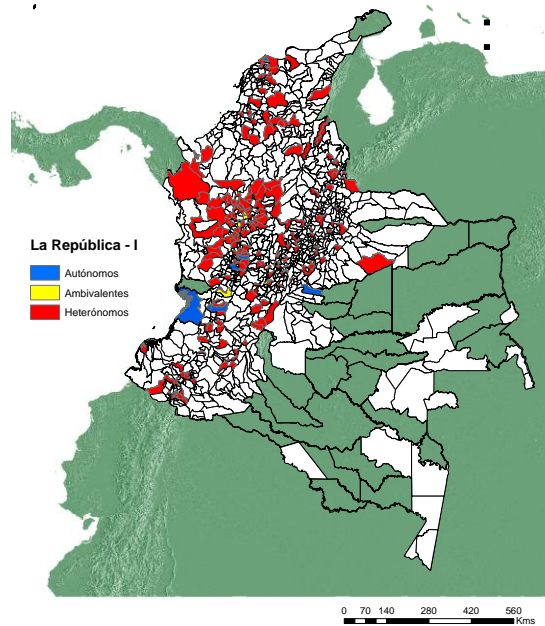 La República - I
Autónomos
Ambivalentes
Heterónomos
0 70 140 280 420 560
Kms